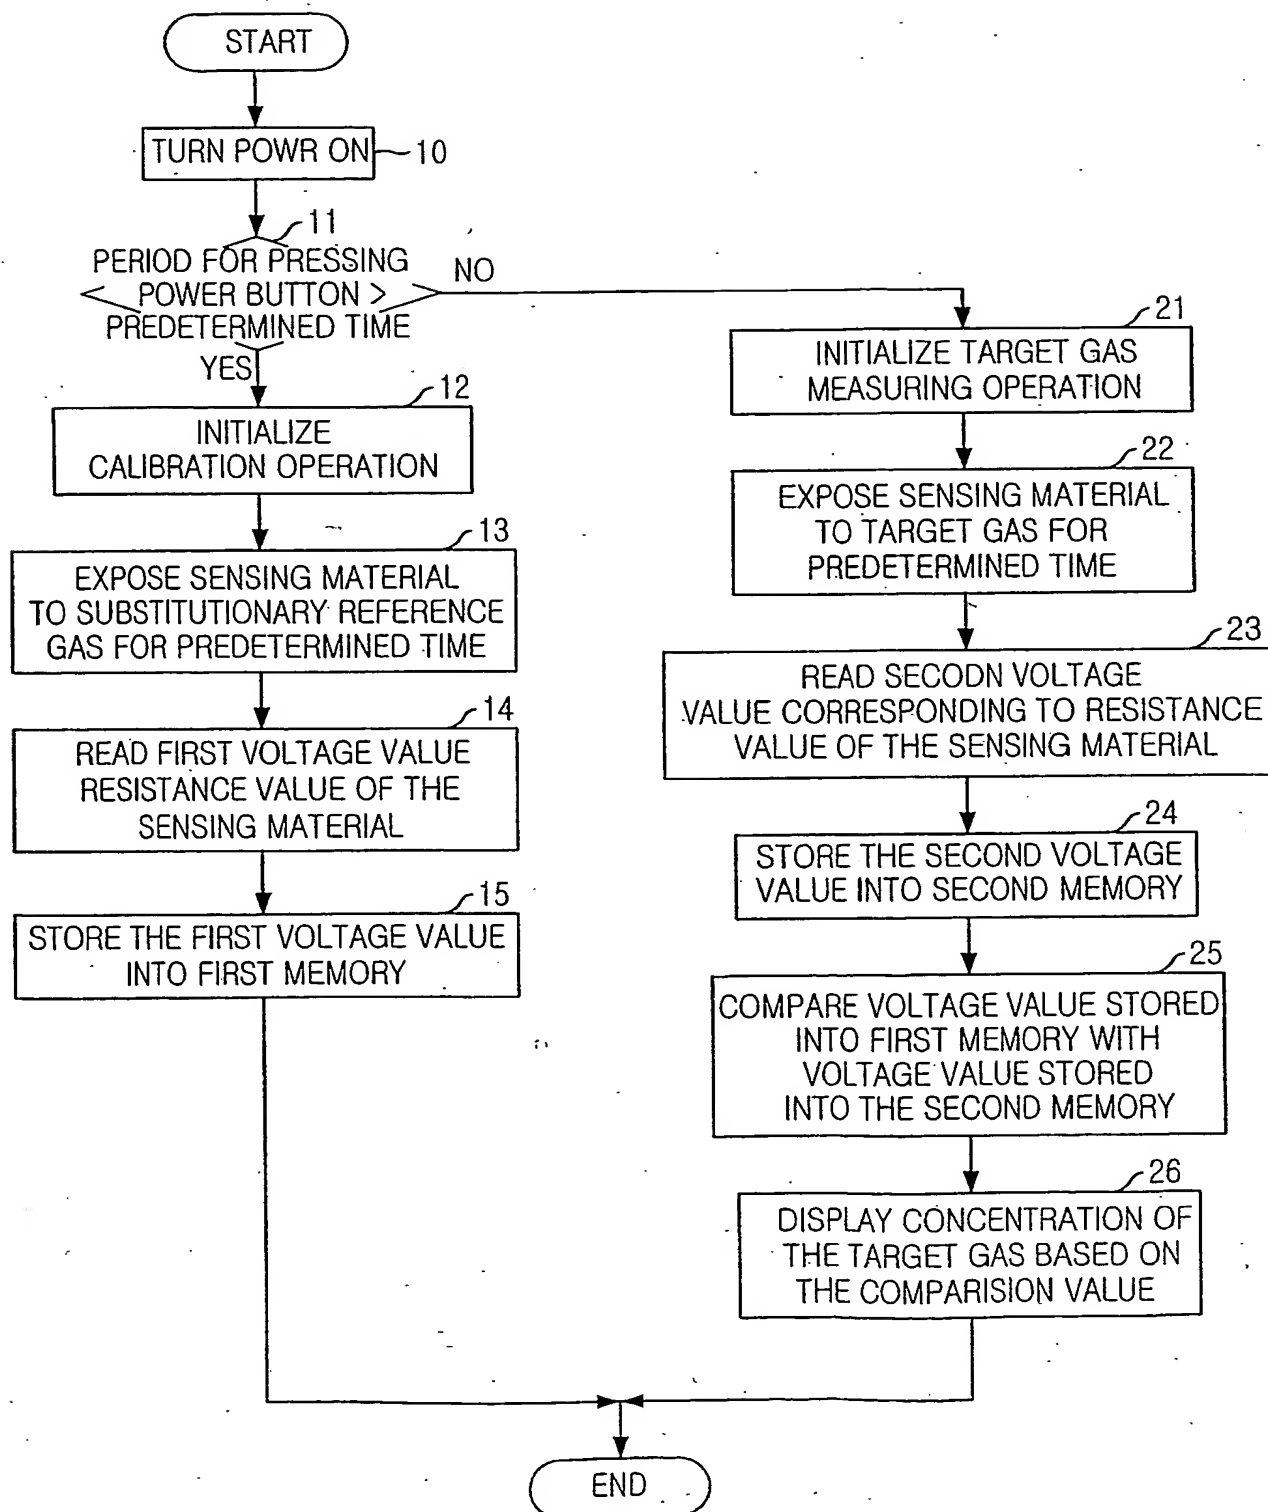 START
TURN POWR ON
10
11
PERIOD FOR PRESSING
POWER BUTTON >
PREDETERMINED TIME
NO
YES
12
INITIALIZE
CALIBRATION OPERATION
13
EXPOSE SENSING MATERIAL
TO SUBSTITUTIONARY REFERENCE
GAS FOR PREDETERMINED TIME
14
READ FIRST VOLTAGE VALUE
RESISTANCE VALUE OF THE
SENSING MATERIAL
15
STORE THE FIRST VOLTAGE VALUE
INTO FIRST MEMORY
21
INITIALIZE TARGET GAS
MEASURING OPERATION
22
EXPOSE SENSING MATERIAL
TO TARGET GAS FOR
PREDETERMINED TIME
23
READ SECODN VOLTAGE
VALUE CORRESPONDING TO RESISTANCE
VALUE OF THE SENSING MATERIAL
24
STORE THE SECOND VOLTAGE
VALUE INTO SECOND MEMORY
25
COMPARE VOLTAGE VALUE STORED
INTO FIRST MEMORY WITH
VOLTAGE VALUE STORED
INTO THE SECOND MEMORY
26
DISPLAY CONCENTRATION OF
THE TARGET GAS BASED ON
THE COMPARISION VALUE
END